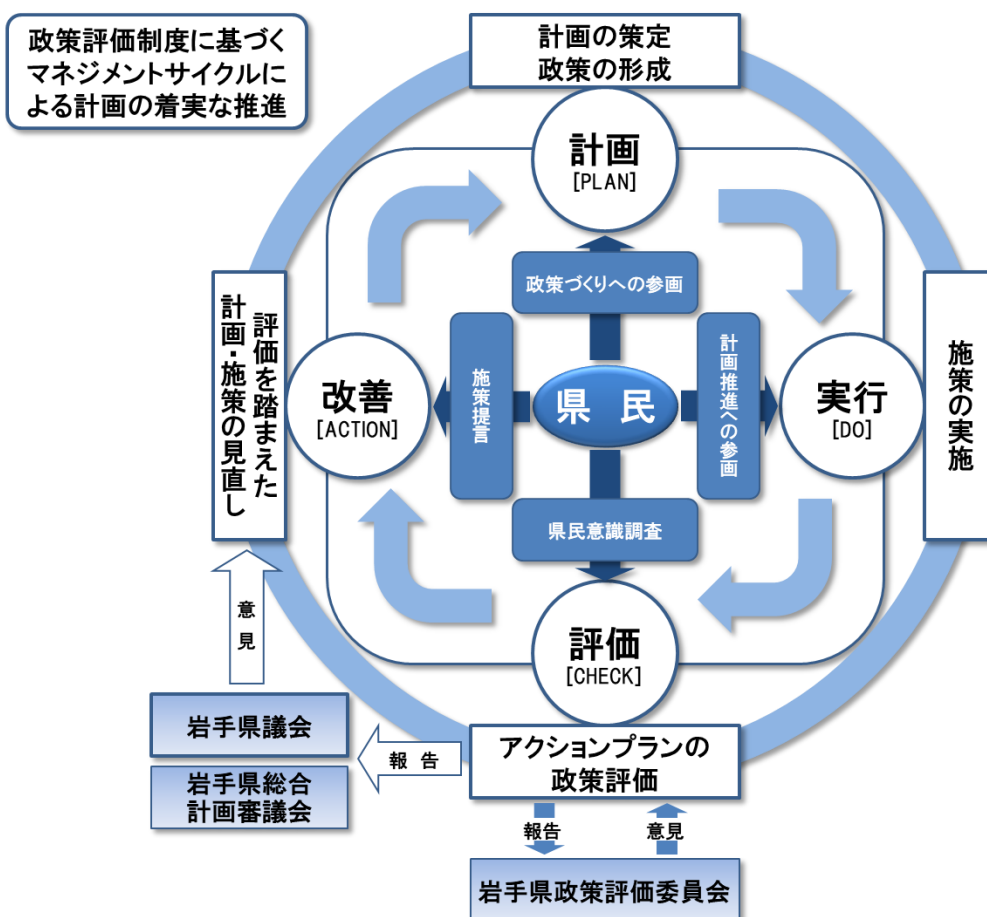 政策評価制度に基づく
マネジメントサイクルに
よる計画の着実な推進
計画の策定
政策の形成
計画
[PLAN]
政策づくりへの参画
評価を踏まえた
計画・施策の見直し
改善
[ACTION]
施策提言
県 民
計画推進への参画
実行
[DO]
施策の実施
県民意識調査
評価
[CHECK]
意見
岩手県議会
岩手県総合
計画審議会
報 告
アクションプランの
政策評価
報告
意見
岩手県政策評価委員会